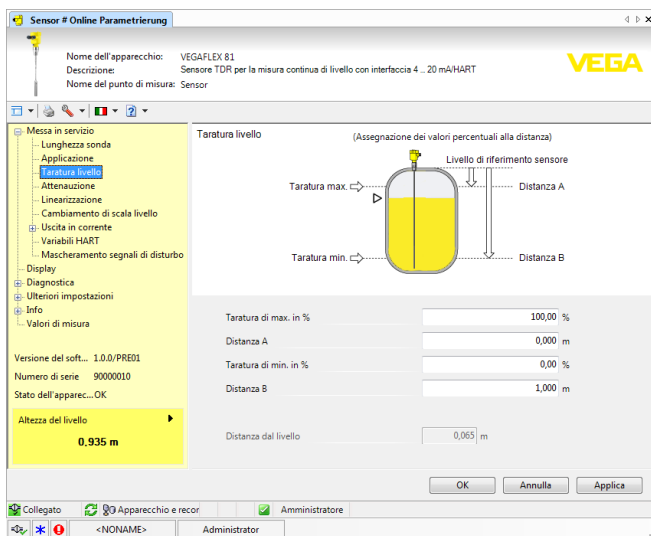 Sensor # Online Parametrierung
Nome dell'apparecchio: VEGAFLEX 81
Descrizione: Sensore TDR per la misura continua di livello con interfaccia 4 .. 20 mA/HART
Nome del punto di misura: Sensor
VEGA
Messa in servizio
Lunghezza sonda
Applicazione
Taratura livello
Attenuazione
Linearizzazione
Cambiamento di scala livello
Uscita in corrente
Variabili HART
Mascheramento segnali di disturbo
Display
Diagnostica
Ulteriori impostazioni
Info
Valori di misura
Versione del soft... 1.0.0/PRE01
Numero di serie 90000010
Stato dell'apparec... OK
Altezza del livello
0,935 m
Taratura livello
(Assegnazione dei valori percentuali alla distanza)
Livello di riferimento sensore
Taratura max.
Distanza A
Taratura min.
Distanza B
Taratura di max. in % 100,00 %
Distanza A 0,000 m
Taratura di min. in % 0,00 %
Distanza B 1,000 m
Distanza dal livello 0,065 m
OK Annulla Applica
Collegato Apparecchio e recor Amministratore
<NONAME> Administrator